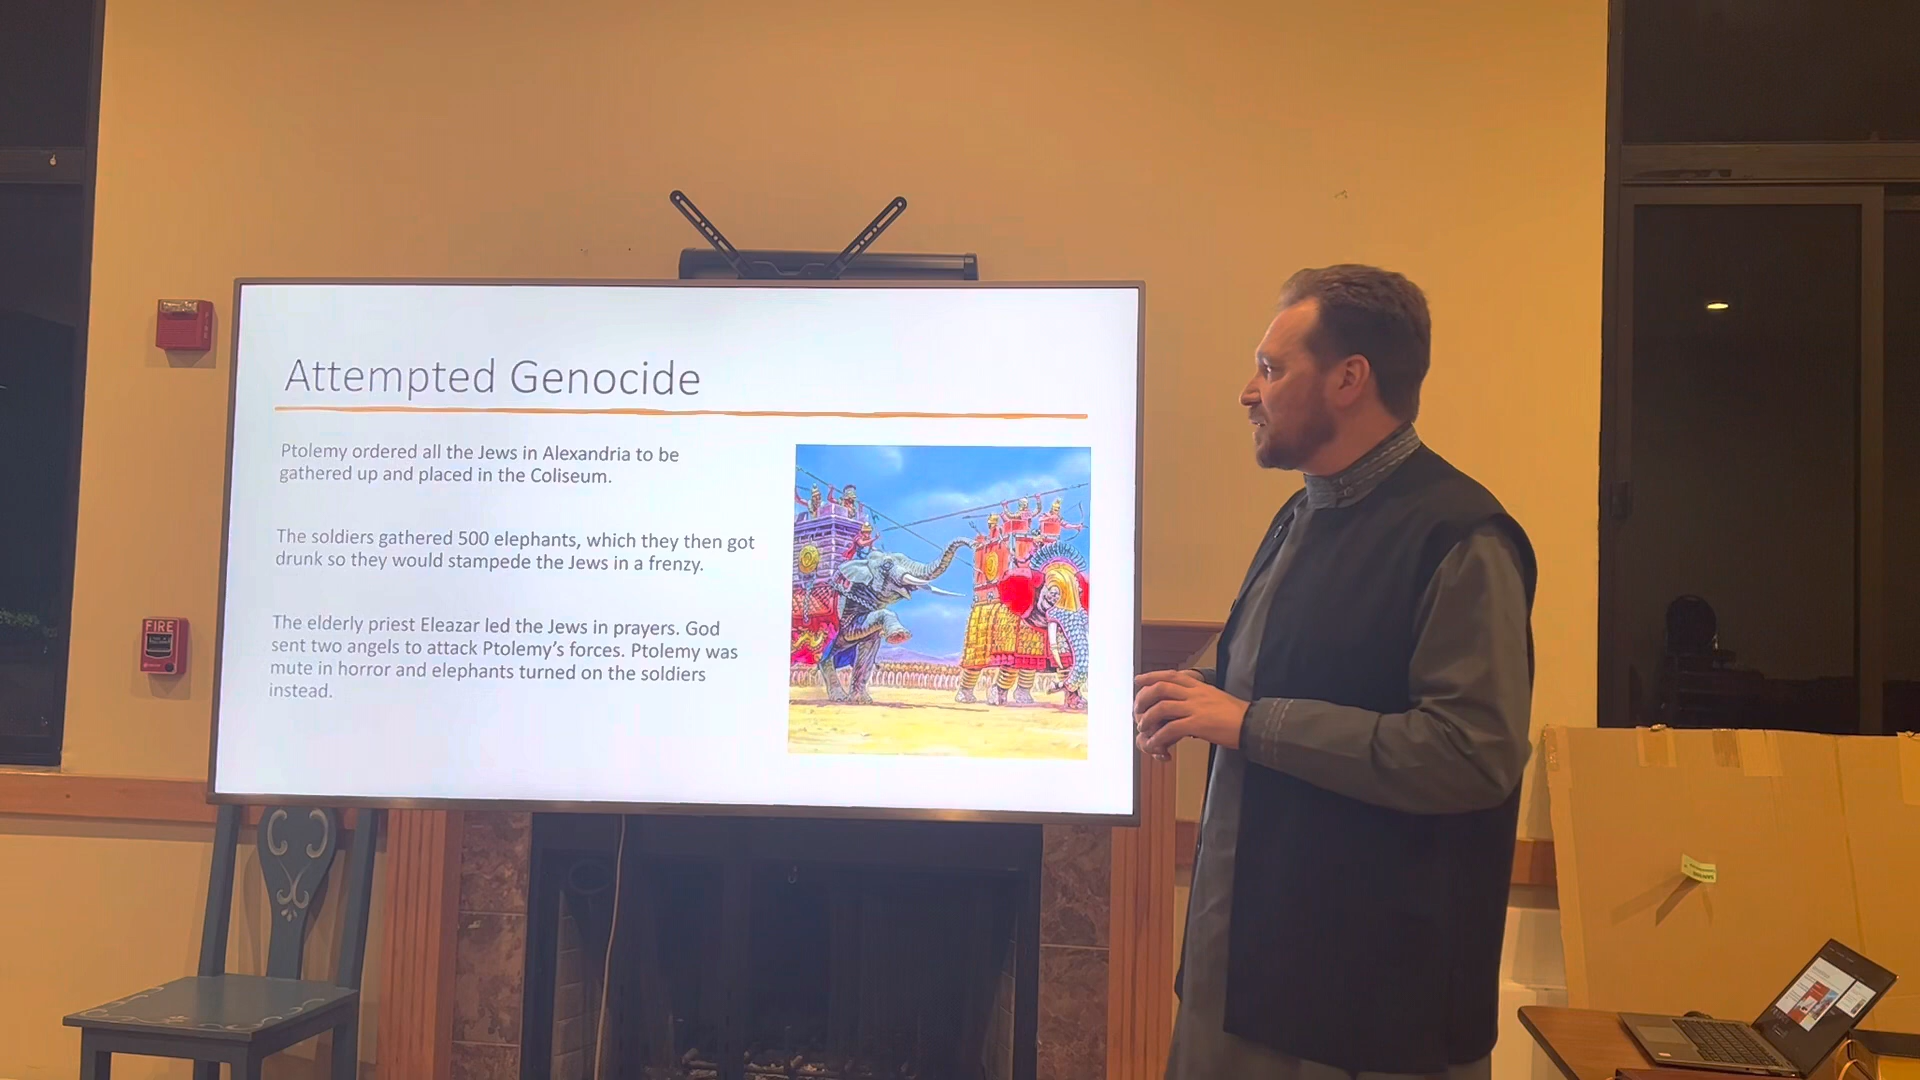 Attempted Genocide
Ptolemy ordered all the Jews in Alexandria to be
gathered up and placed in the Coliseum.
The soldiers gathered 500 elephants, which they then got
drunk so they would stampede the Jews in a frenzy.
The elderly priest Eleazar led the Jews in prayers. God
sent two angels to attack Ptolemy's forces. Ptolemy was
mute in horror and elephants turned on the soldiers
instead.
FIRE
FIRE